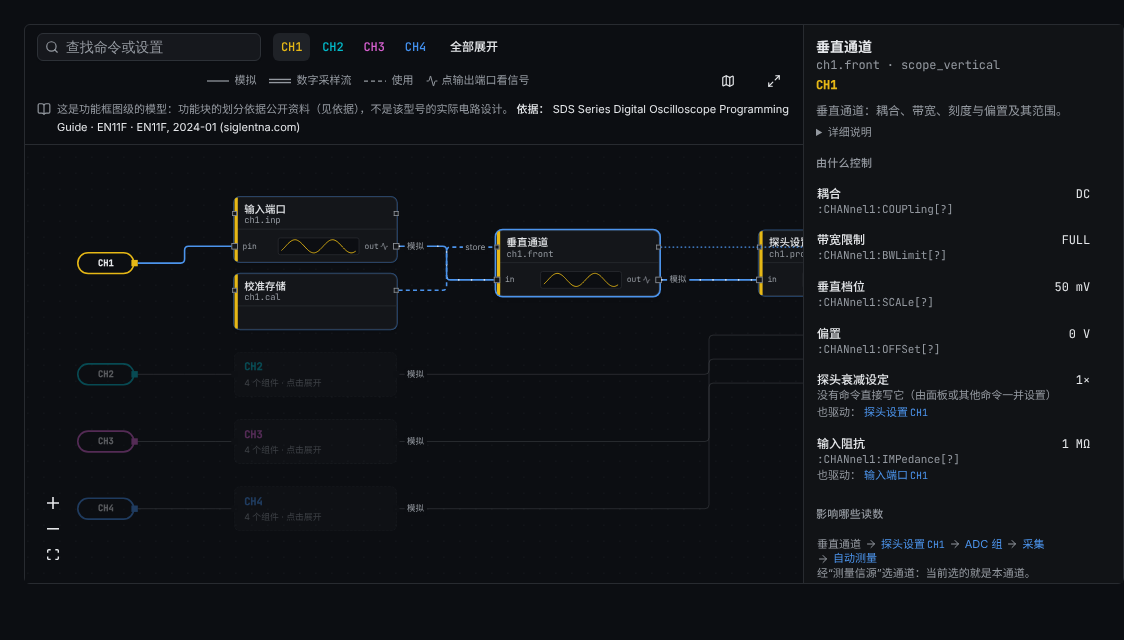 查找命令或设置
CH1 CH2 CH3 CH4 全部展开
模拟 数字采样流 使用 点输出端口看信号
这是功能框图级的模型：功能块的划分依据公开资料（见依据），不是该型号的实际电路设计。 依据： SDS Series Digital Oscilloscope Programming
Guide · EN11F · EN11F, 2024-01 (siglentna.com)
输入端口
ch1.inp
pin out 模拟
CH1
校准存储
ch1.cal
store
垂直通道
ch1.front
in out 模拟
探头设
in
CH2
CH2
4 个组件 · 点击展开
模拟
CH3
CH3
4 个组件 · 点击展开
模拟
CH4
CH4
4 个组件 · 点击展开
模拟
垂直通道
ch1.front · scope_vertical
CH1
垂直通道：耦合、带宽、刻度与偏置及其范围。
▶ 详细说明
由什么控制
耦合 DC
:CHANnel1:COUPling[?]
带宽限制 FULL
:CHANnel1:BWLimit[?]
垂直档位 50 mV
:CHANnel1:SCALe[?]
偏置 0 V
:CHANnel1:OFFSet[?]
探头衰减设定 1×
没有命令直接写它（由面板或其他命令一并设置）
也驱动： 探头设置 CH1
输入阻抗 1 MΩ
:CHANnel1:IMPedance[?]
也驱动： 输入端口 CH1
影响哪些读数
垂直通道 → 探头设置 CH1 → ADC 组 → 采集
→ 自动测量
经“测量信源”选通道：当前选的就是本通道。